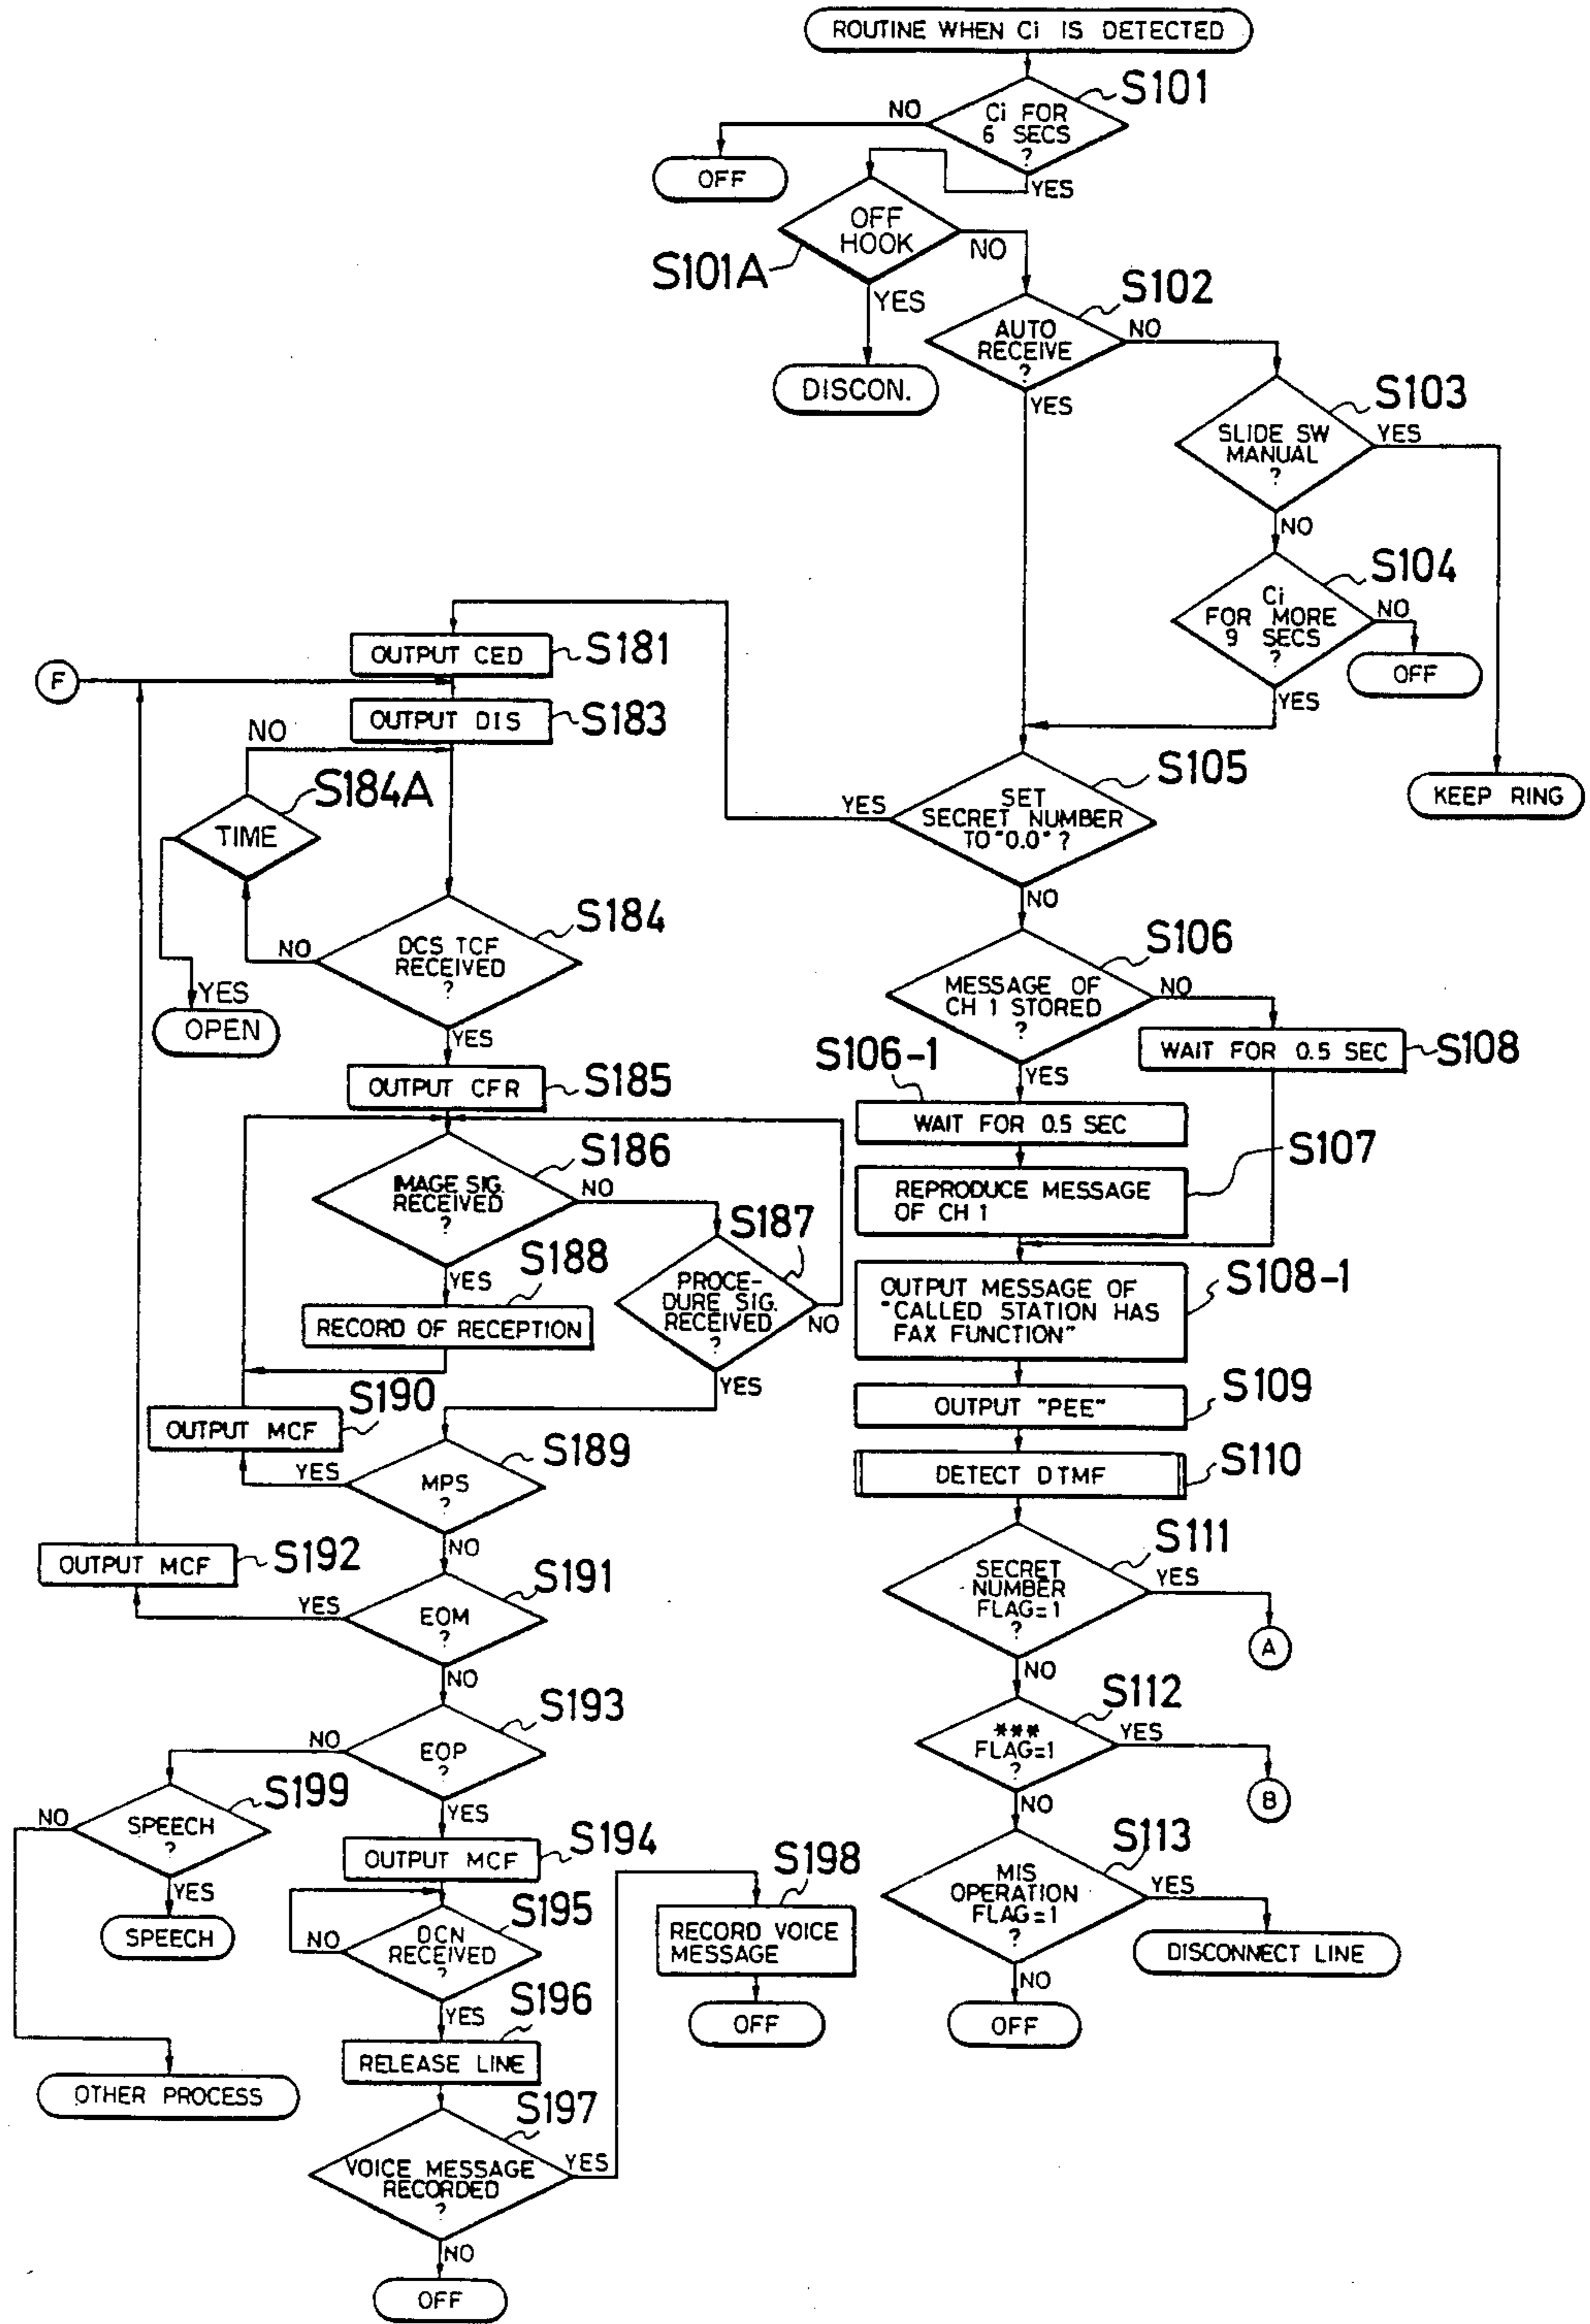 ROUTINE WHEN Ci IS DETECTED
S101
Ci FOR
6 SECS
?
NO
YES
OFF
OFF
HOOK
S101A
NO
YES
DISCON.
S102
AUTO
RECEIVE
?
NO
YES
S103
SLIDE SW
MANUAL
?
YES
NO
S104
Ci
FOR MORE
9 SECS
?
NO
OFF
YES
KEEP RING
S105
SET
SECRET NUMBER
TO "0.0" ?
YES
NO
S106
MESSAGE OF
CH 1 STORED
?
NO
YES
WAIT FOR 0.5 SEC
S108
S106-1
WAIT FOR 0.5 SEC
S107
REPRODUCE MESSAGE
OF CH 1
OUTPUT MESSAGE OF
"CALLED STATION HAS
FAX FUNCTION"
S108-1
OUTPUT "PEE"
S109
DETECT DTMF
S110
S111
SECRET
NUMBER
FLAG=1
?
YES
A
NO
S112
***
FLAG=1
?
YES
B
NO
S113
MIS
OPERATION
FLAG=1
?
YES
DISCONNECT LINE
NO
OFF
OUTPUT CED
S181
F
OUTPUT DIS
S183
NO
S184A
TIME
YES
OPEN
S184
DCS TCF
RECEIVED
?
NO
YES
OUTPUT CFR
S185
S186
IMAGE SIG.
RECEIVED
?
NO
YES
S187
PROCE-
DURE SIG.
RECEIVED
?
NO
YES
S188
RECORD OF RECEPTION
S190
OUTPUT MCF
S189
MPS
?
YES
NO
OUTPUT MCF
S192
S191
EOM
?
YES
NO
S193
EOP
?
NO
YES
S199
SPEECH
?
NO
YES
SPEECH
OTHER PROCESS
OUTPUT MCF
S194
S195
DCN
RECEIVED
?
NO
YES
S196
RELEASE LINE
S197
VOICE MESSAGE
RECORDED
?
YES
NO
OFF
S198
RECORD VOICE
MESSAGE
OFF